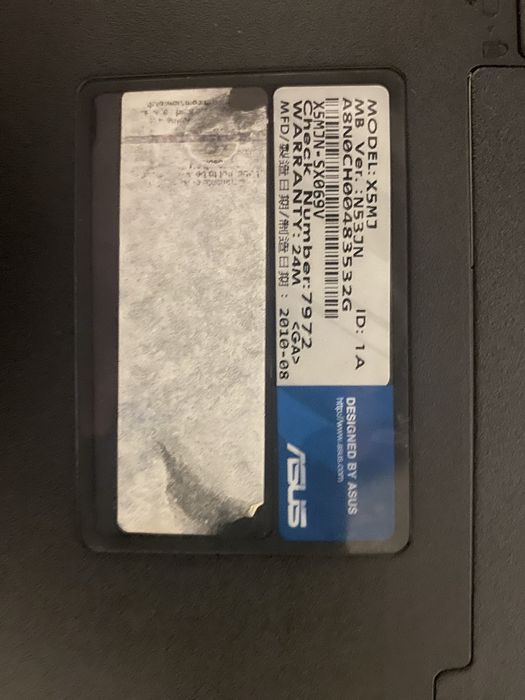 MODEL: X5MJ
MB Ver.: N53JN ID: 1A
A8N0CH00483532G
X5MJN-SX069V
Check Number: 7972
WARRANTY: 24M <GA>
MFD/製造日期/制造日期: 2010-08
DESIGNED BY ASUS
http://www.asus.com
ASUS